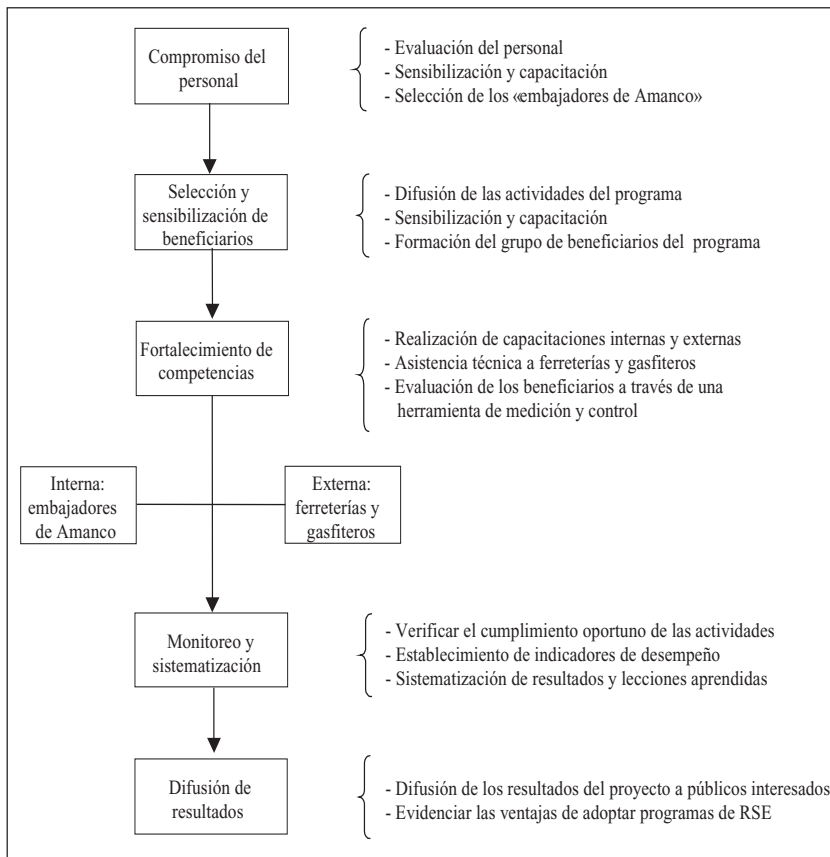 Compromiso del
personal
- Evaluación del personal
- Sensibilización y capacitación
- Selección de los «embajadores de Amanco»
Selección y
sensibilización de
beneficiarios
- Difusión de las actividades del programa
- Sensibilización y capacitación
- Formación del grupo de beneficiarios del programa
Fortalecimiento de
competencias
- Realización de capacitaciones internas y externas
- Asistencia técnica a ferreterías y gasfiteros
- Evaluación de los beneficiarios a través de una
herramienta de medición y control
Interna:
embajadores
de Amanco
Externa:
ferreterías y
gasfiteros
Monitoreo y
sistematización
- Verificar el cumplimiento oportuno de las actividades
- Establecimiento de indicadores de desempeño
- Sistematización de resultados y lecciones aprendidas
Difusión de
resultados
- Difusión de los resultados del proyecto a públicos interesados
- Evidenciar las ventajas de adoptar programas de RSE